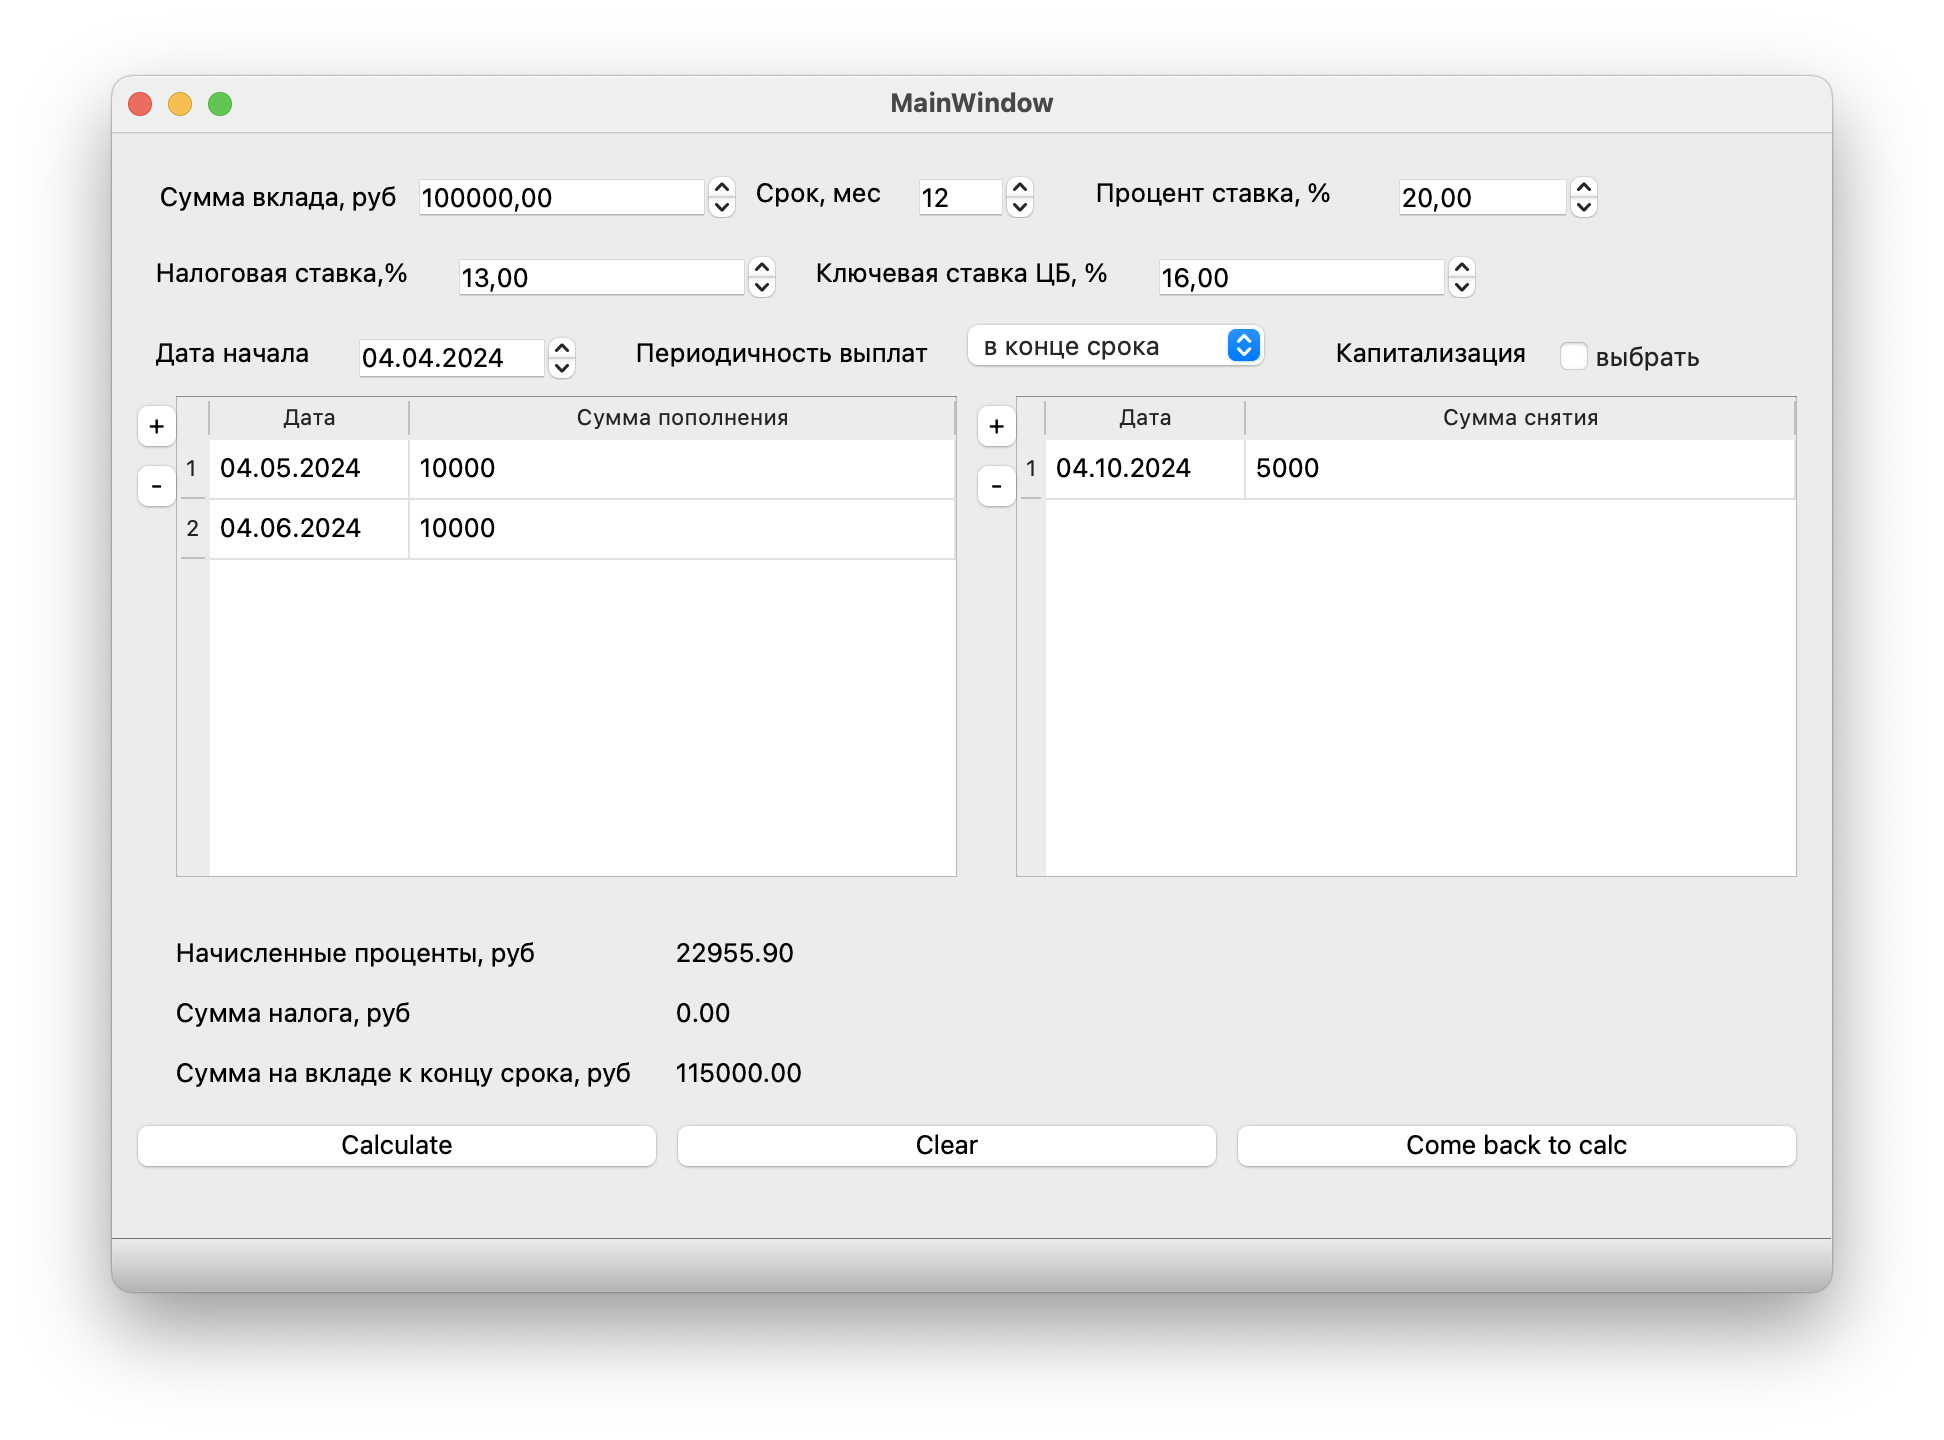 MainWindow
Сумма вклада, руб 100000,00 Срок, мес 12 Процент ставка, % 20,00
Налоговая ставка,% 13,00 Ключевая ставка ЦБ, % 16,00
Дата начала 04.04.2024 Периодичность выплат в конце срока Капитализация выбрать
+ Дата Сумма пополнения + Дата Сумма снятия
1 04.05.2024 10000 1 04.10.2024 5000
- -
2 04.06.2024 10000
Начисленные проценты, руб 22955.90
Сумма налога, руб 0.00
Сумма на вкладе к концу срока, руб 115000.00
Calculate Clear Come back to calc